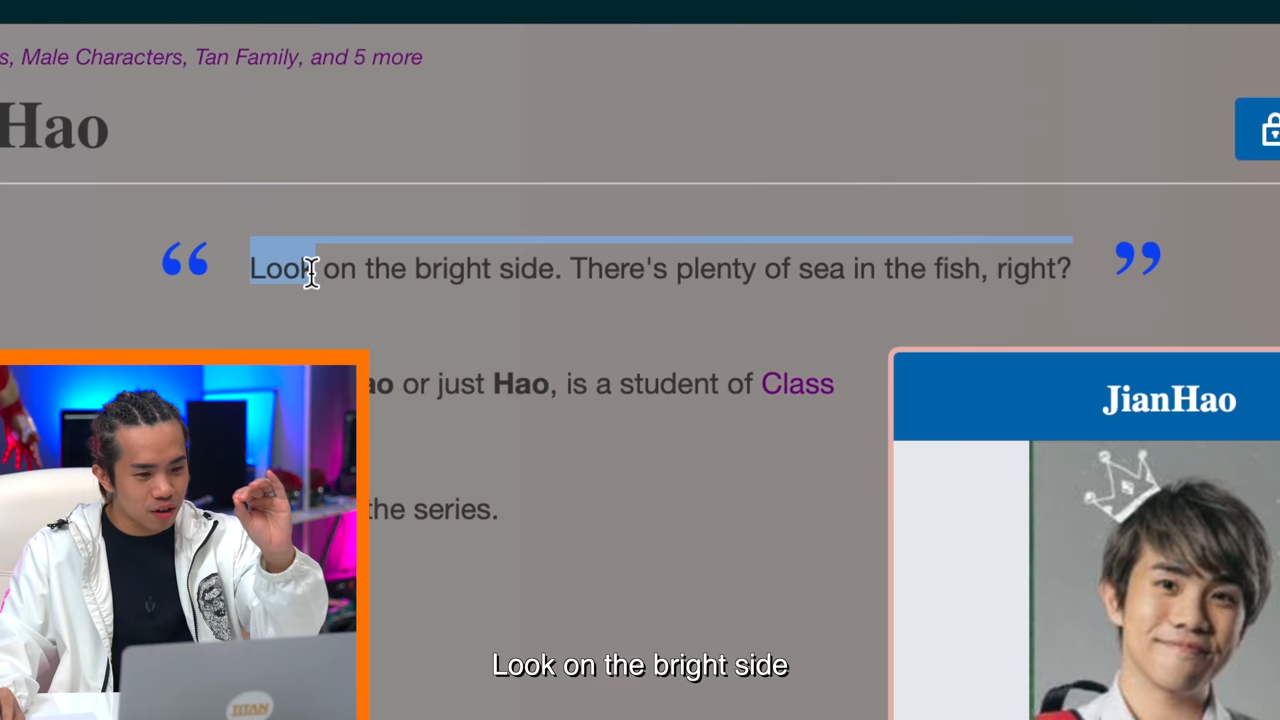 s, Male Characters, Tan Family, and 5 more
Hao
“ Look on the bright side. There's plenty of sea in the fish, right? ”
ao or just Hao, is a student of Class
the series.
JianHao
TITAN
Look on the bright side